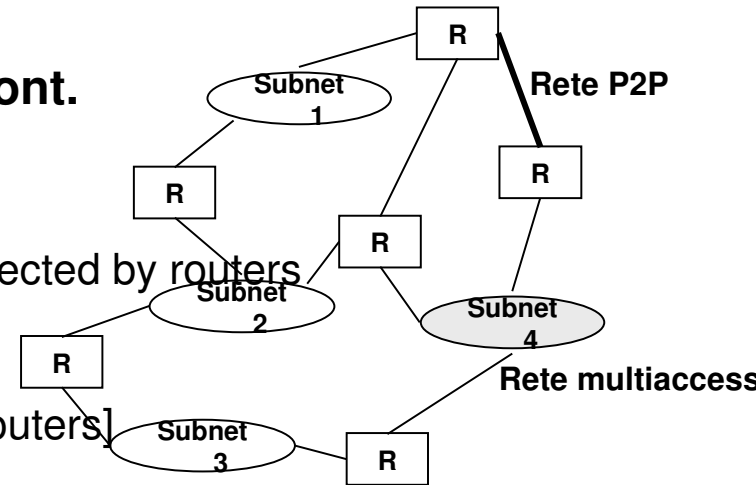 R
ont.
Subnet
1
Rete P2P
R
R
R
ected by routers
Subnet
2
Subnet
4
R
Rete multiaccess
outers]
Subnet
3
R